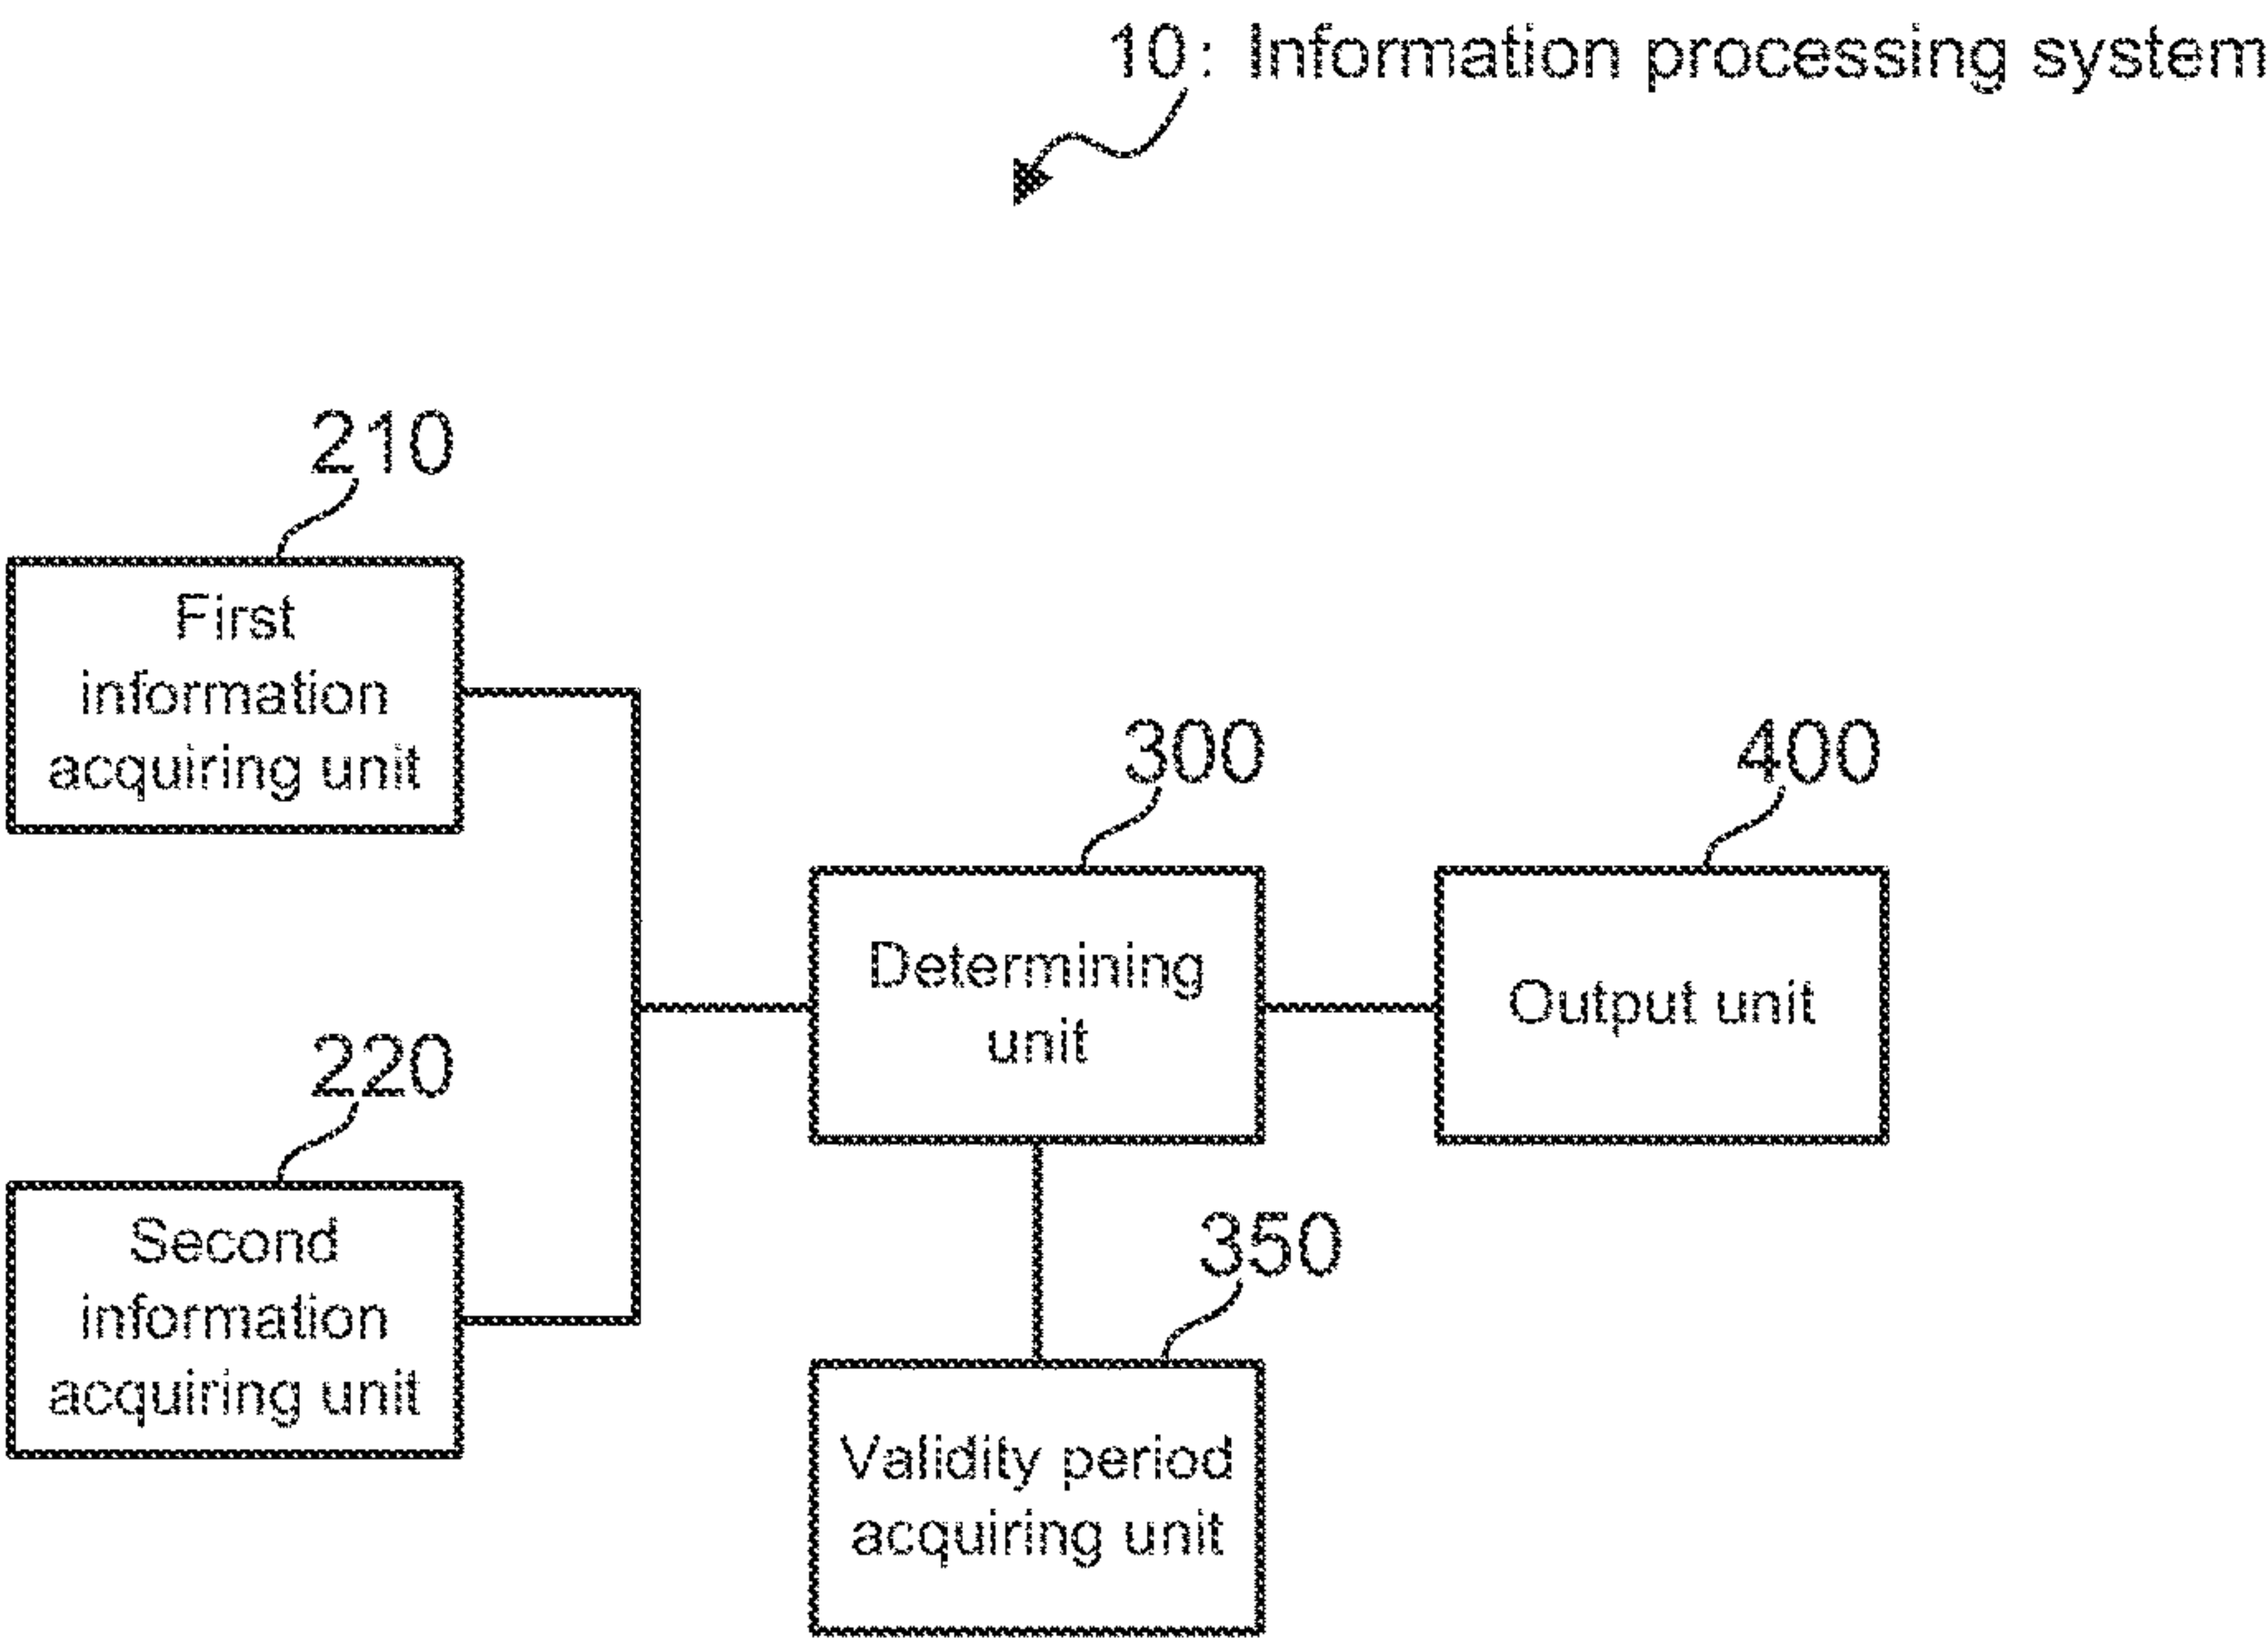 10: Information processing system
210
First
information
acquiring unit
300
Determining
unit
400
Output unit
220
Second
information
acquiring unit
350
Validity period
acquiring unit